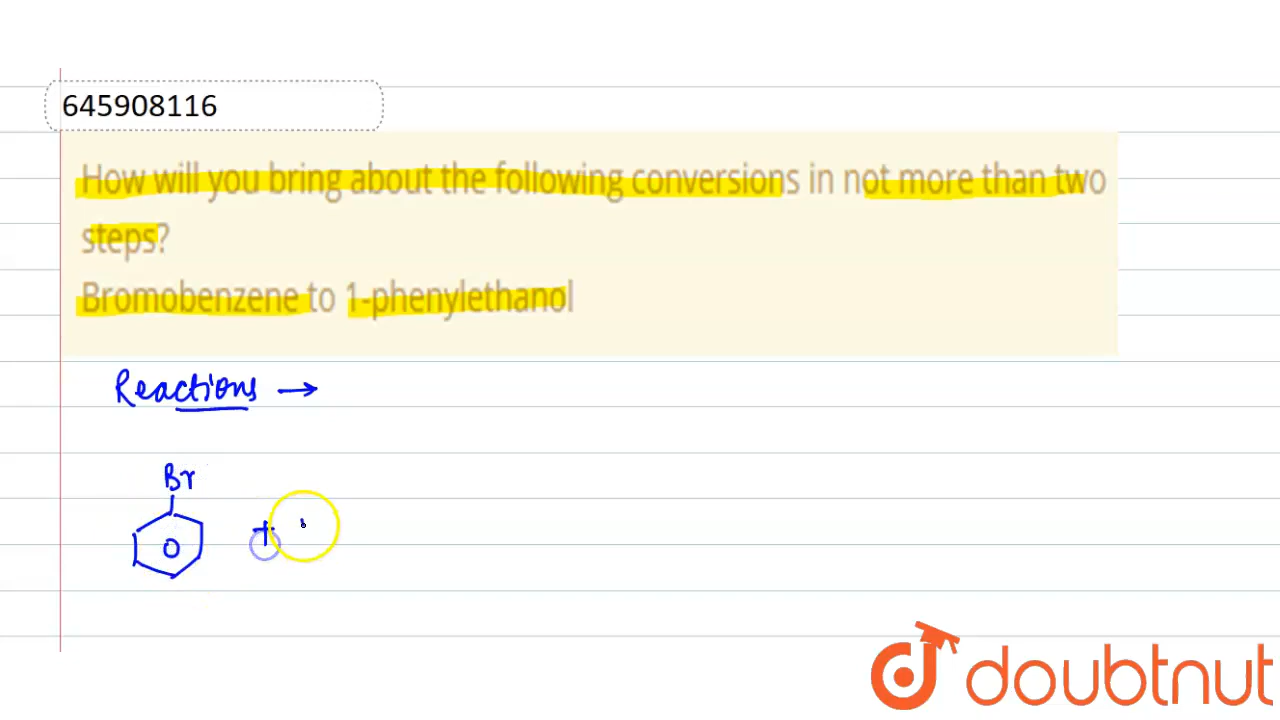 645908116
How will you bring about the following conversions in not more than two
steps?
Bromobenzene to 1-phenylethanol
Reactions →
Br
+
doubtnut